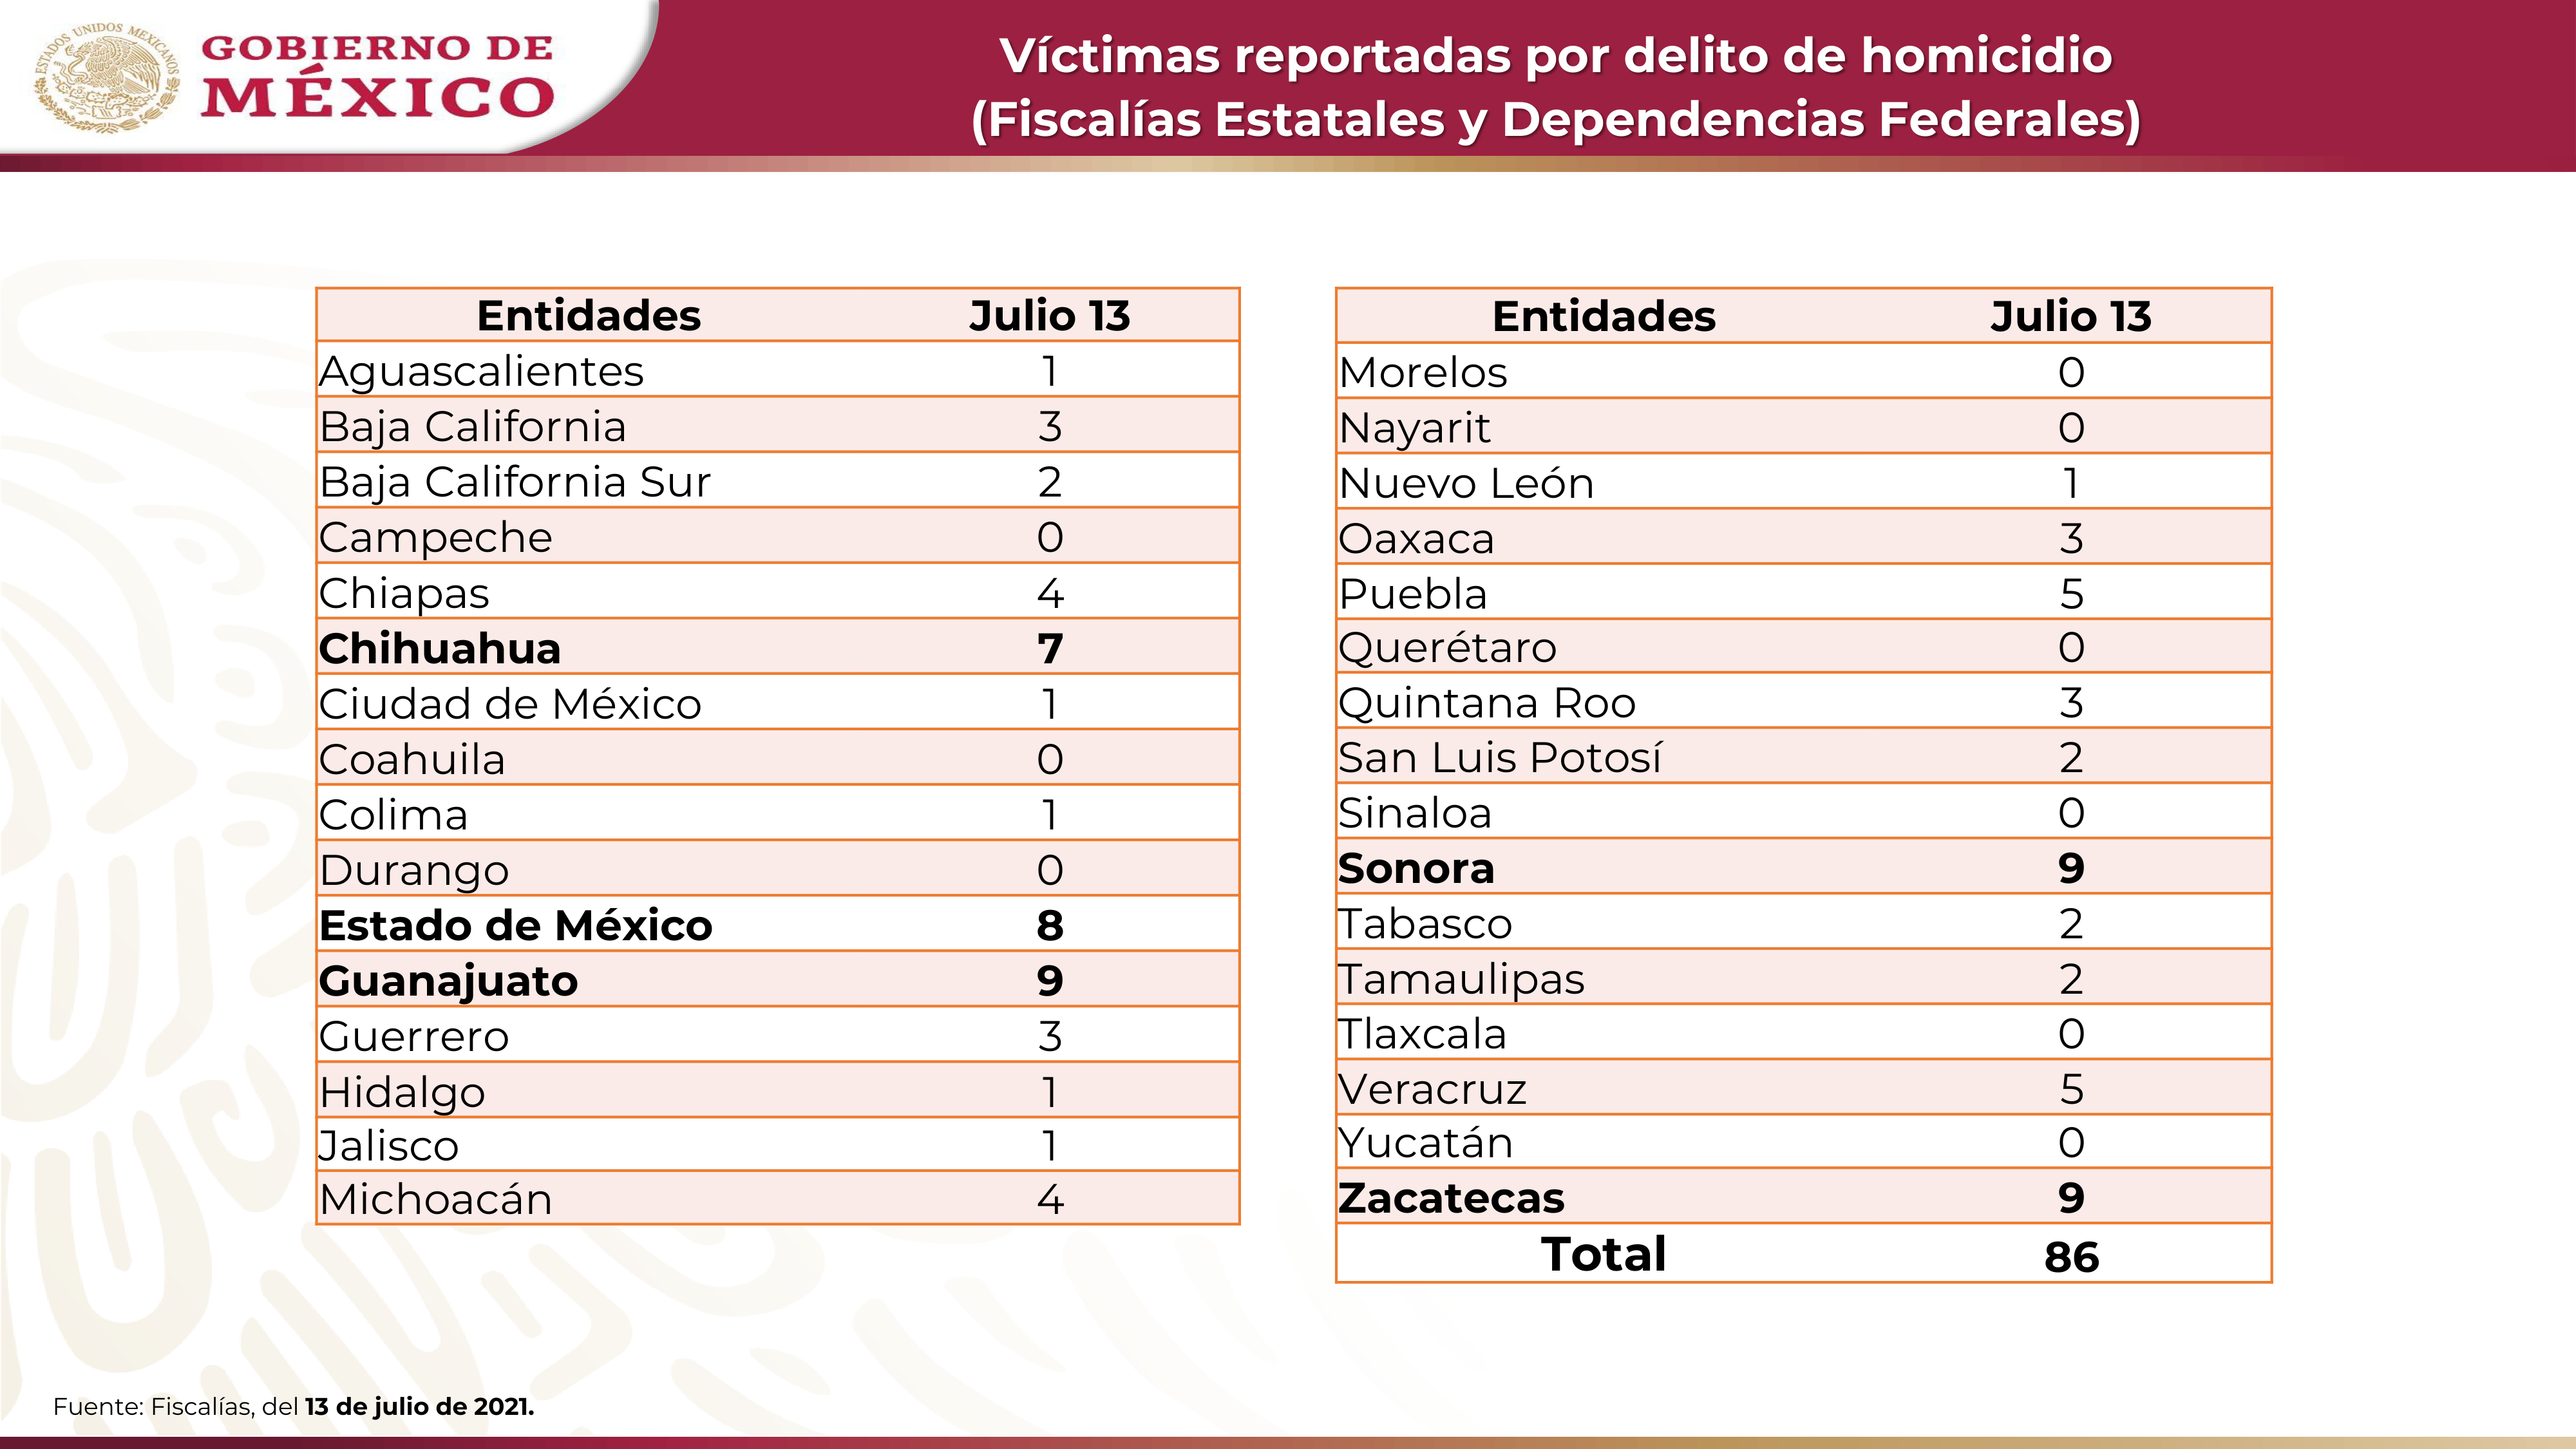 ESTADOS UNIDOS MEXICANOS
GOBIERNO DE
MÉXICO
Víctimas reportadas por delito de homicidio
(Fiscalías Estatales y Dependencias Federales)
Entidades Julio 13
Aguascalientes 1
Baja California 3
Baja California Sur 2
Campeche 0
Chiapas 4
Chihuahua 7
Ciudad de México 1
Coahuila 0
Colima 1
Durango 0
Estado de México 8
Guanajuato 9
Guerrero 3
Hidalgo 1
Jalisco 1
Michoacán 4
Entidades Julio 13
Morelos 0
Nayarit 0
Nuevo León 1
Oaxaca 3
Puebla 5
Querétaro 0
Quintana Roo 3
San Luis Potosí 2
Sinaloa 0
Sonora 9
Tabasco 2
Tamaulipas 2
Tlaxcala 0
Veracruz 5
Yucatán 0
Zacatecas 9
Total 86
Fuente: Fiscalías, del 13 de julio de 2021.